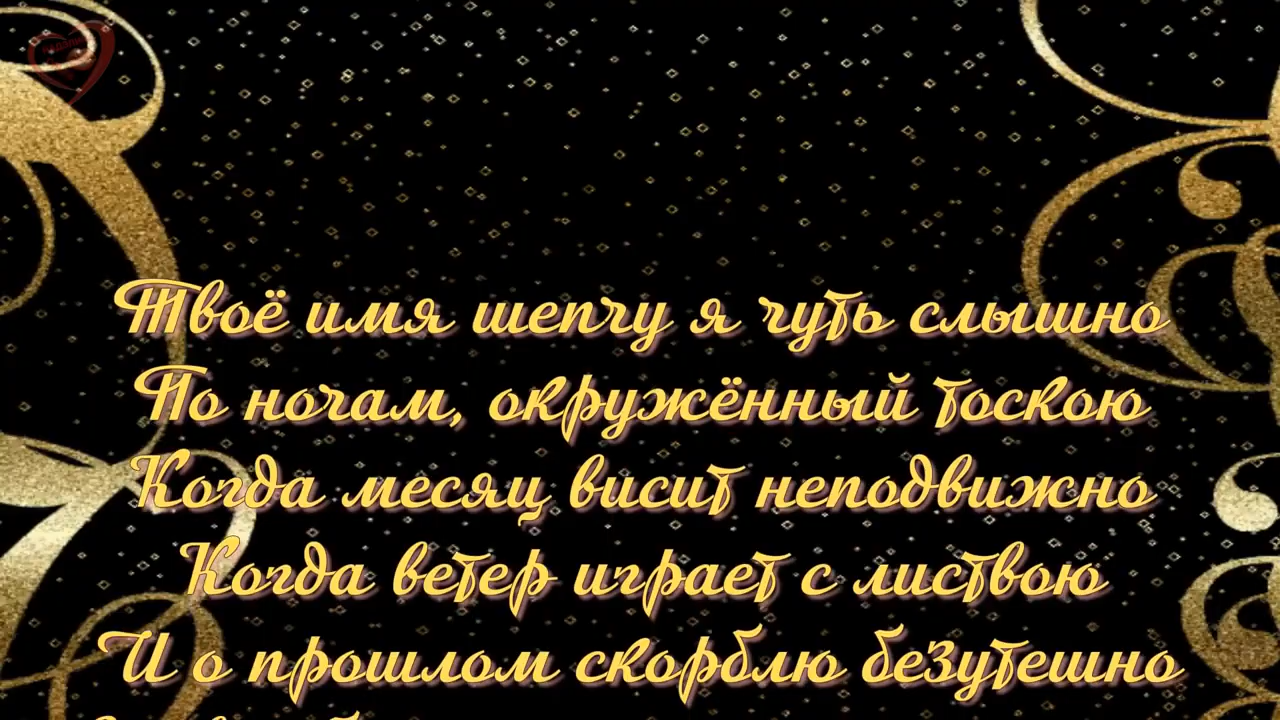 Твоё имя шепчу я чуть слышно
По ночам, окружённый тоскою
Когда месяц висит неподвижно
Когда ветер играет с листвою
И о прошлом скорблю безутешно